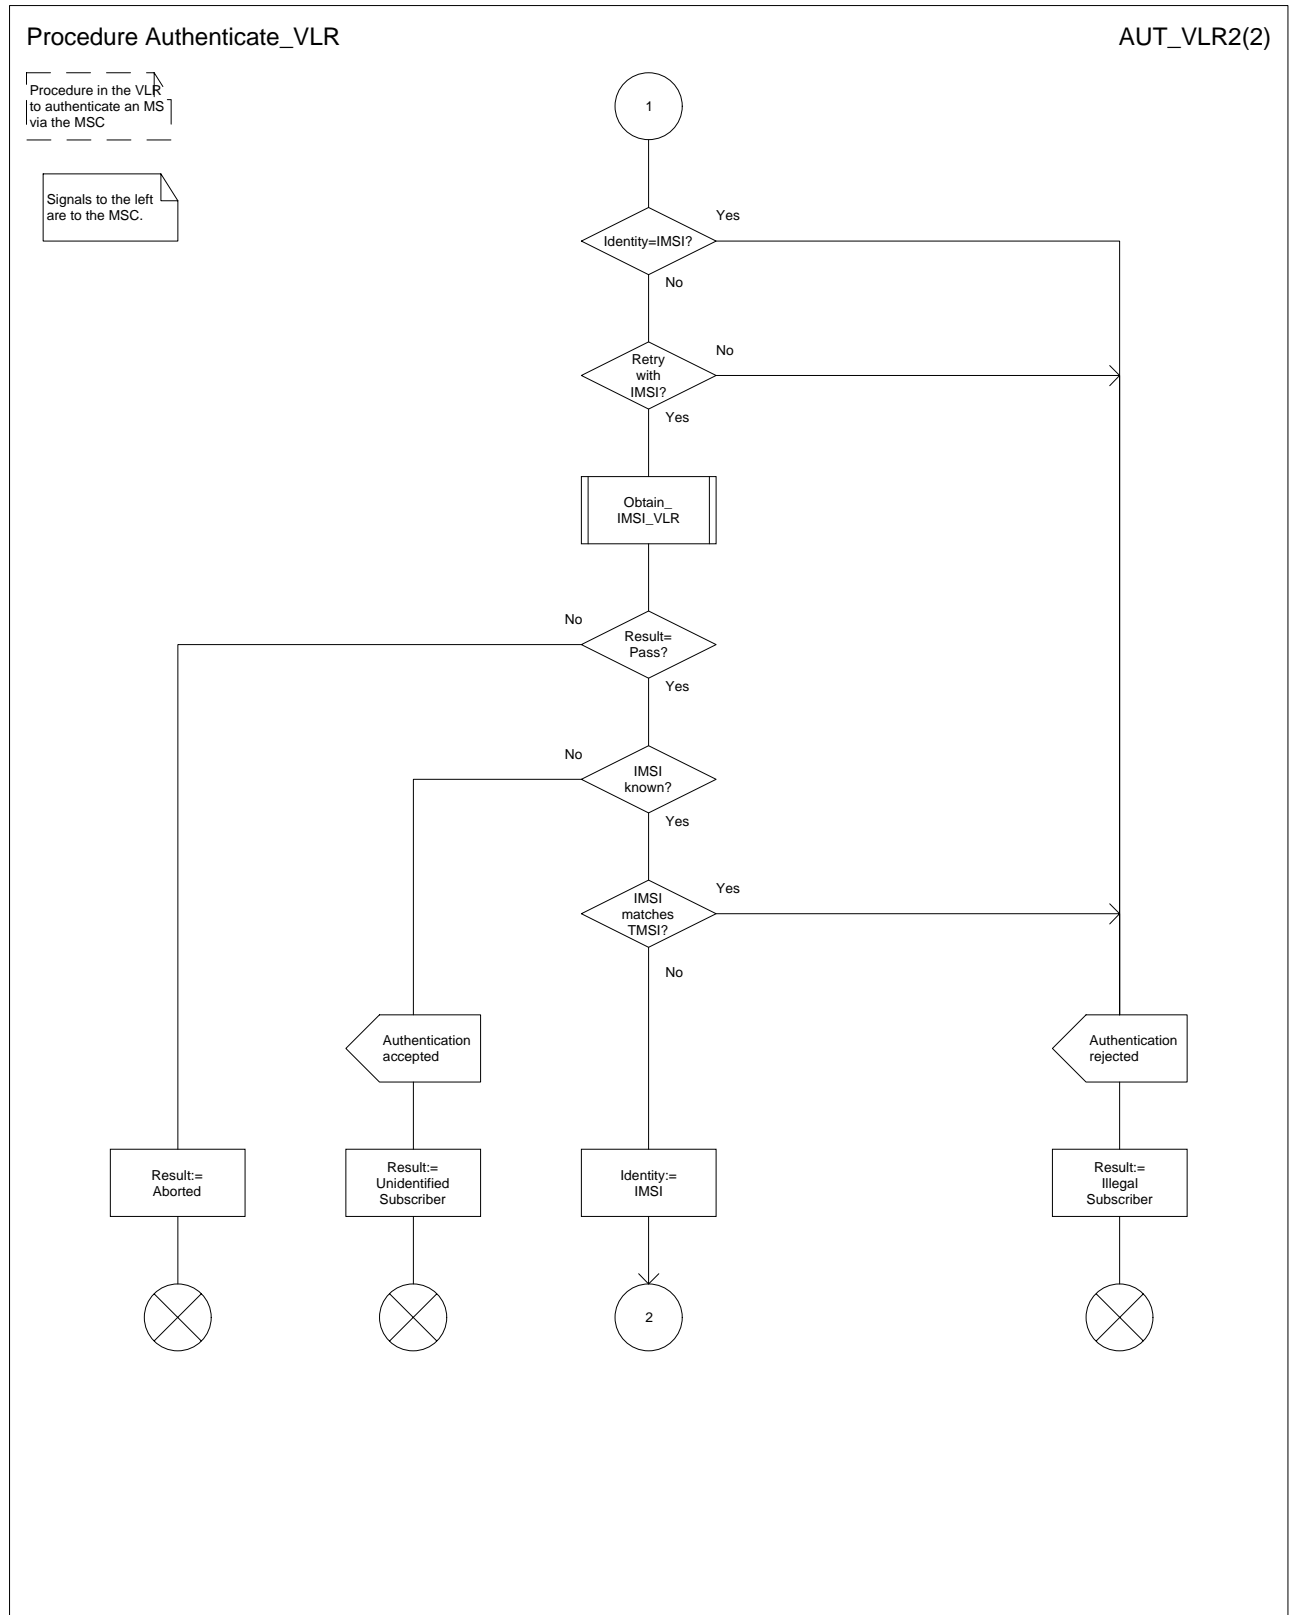 Procedure Authenticate_VLR
AUT_VLR2(2)
Procedure in the VLR
to authenticate an MS
via the MSC
Signals to the left
are to the MSC.
1
Identity=IMSI?
Yes
No
Retry
with
IMSI?
No
Yes
Obtain_
IMSI_VLR
Result=
Pass?
No
Yes
IMSI
known?
No
Yes
IMSI
matches
TMSI?
Yes
No
Authentication
accepted
Authentication
rejected
Result:=
Aborted
Result:=
Unidentified
Subscriber
Identity:=
IMSI
Result:=
Illegal
Subscriber
2